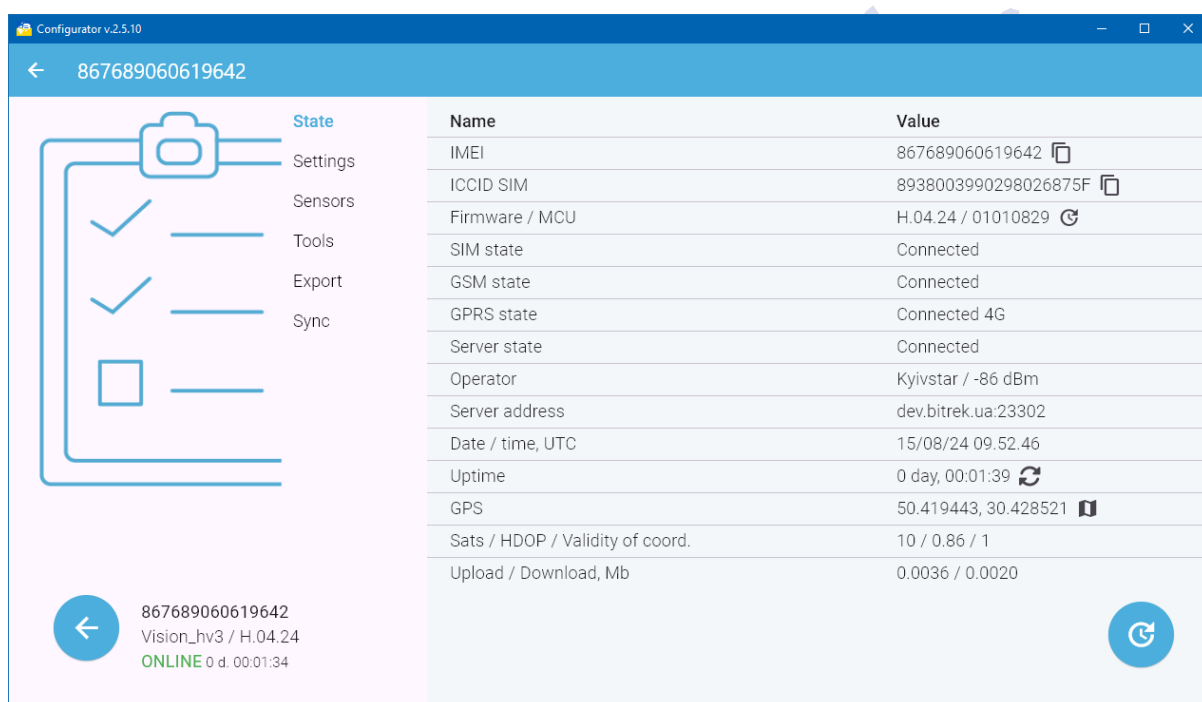 Configurator v.2.5.10
867689060619642
State
Settings
Sensors
Tools
Export
Sync
Name Value
IMEI 867689060619642
ICCID SIM 8938003990298026875F
Firmware / MCU H.04.24 / 01010829
SIM state Connected
GSM state Connected
GPRS state Connected 4G
Server state Connected
Operator Kyivstar / -86 dBm
Server address dev.bitrek.ua:23302
Date / time, UTC 15/08/24 09.52.46
Uptime 0 day, 00:01:39
GPS 50.419443, 30.428521
Sats / HDOP / Validity of coord. 10 / 0.86 / 1
Upload / Download, Mb 0.0036 / 0.0020
867689060619642
Vision_hv3 / H.04.24
ONLINE 0 d. 00:01:34